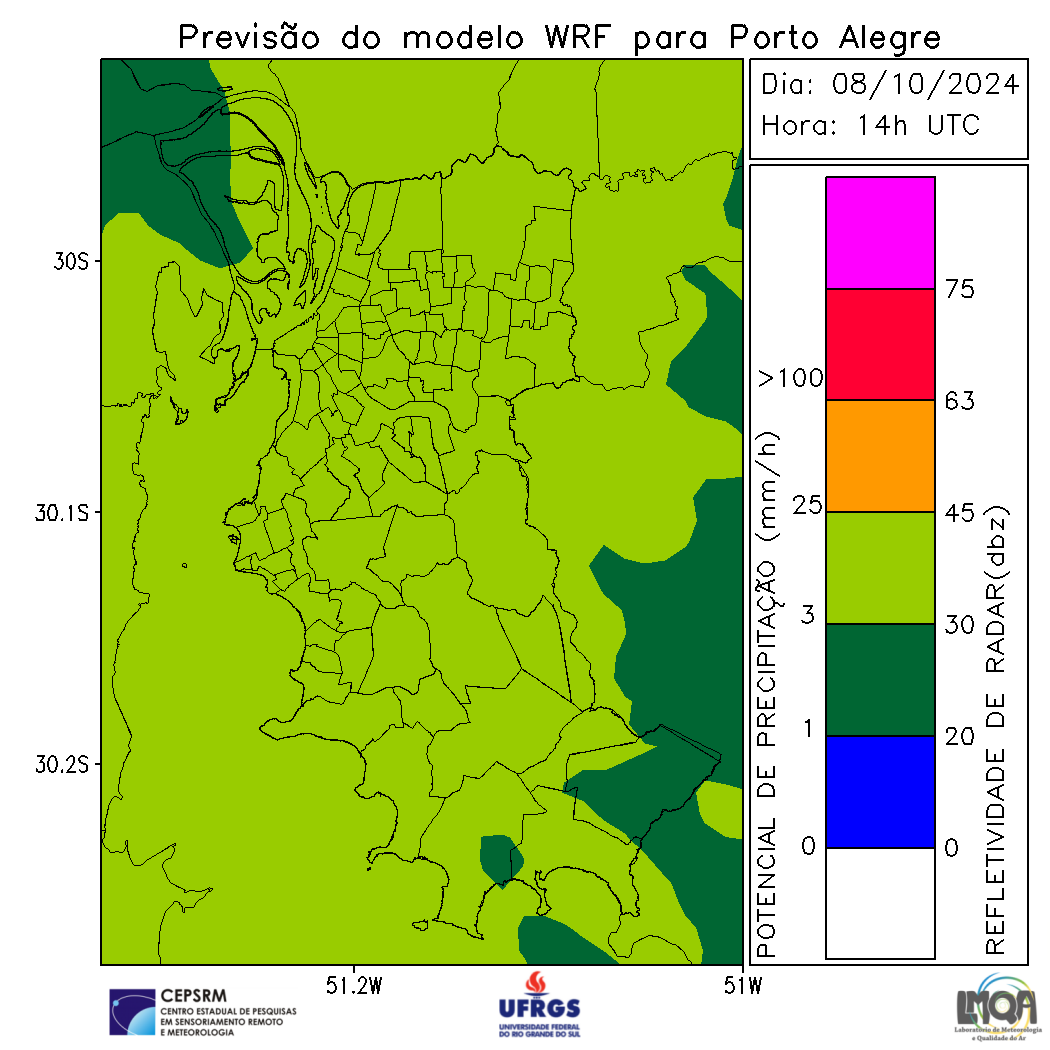 Previsão do modelo WRF para Porto Alegre
Dia: 08/10/2024
Hora: 14h UTC
30S
30.1S
30.2S
51.2W
51W
POTENCIAL DE PRECIPITAÇÃO (mm/h)
>100
25
3
1
0
75
63
45
30
20
0
REFLETIVIDADE DE RADAR(dbz)
CEPSRM
CENTRO ESTADUAL DE PESQUISAS
EM SENSORIAMENTO REMOTO
E METEOROLOGIA
UFRGS
UNIVERSIDADE FEDERAL
DO RIO GRANDE DO SUL
LMQA
Laboratório de Meteorologia
e Qualidade do Ar